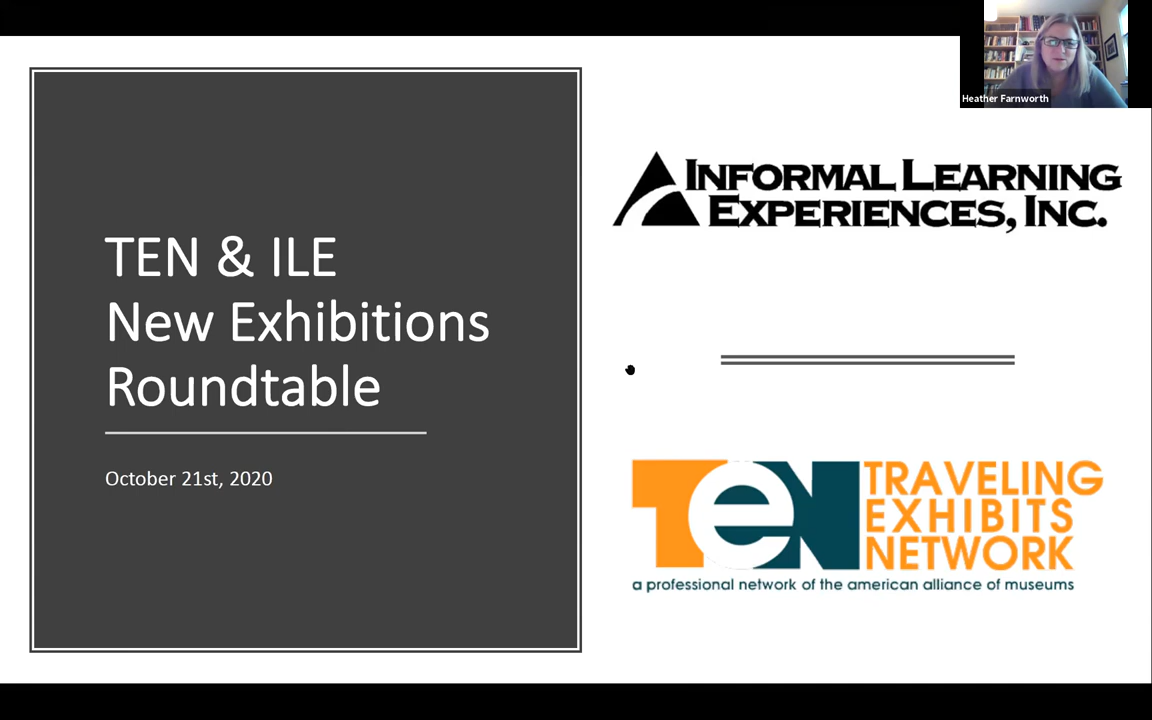 Heather Farnworth
TEN & ILE
New Exhibitions
Roundtable
October 21st, 2020
INFORMAL LEARNING
EXPERIENCES, INC.
TEN
TRAVELING
EXHIBITS
NETWORK
a professional network of the american alliance of museums